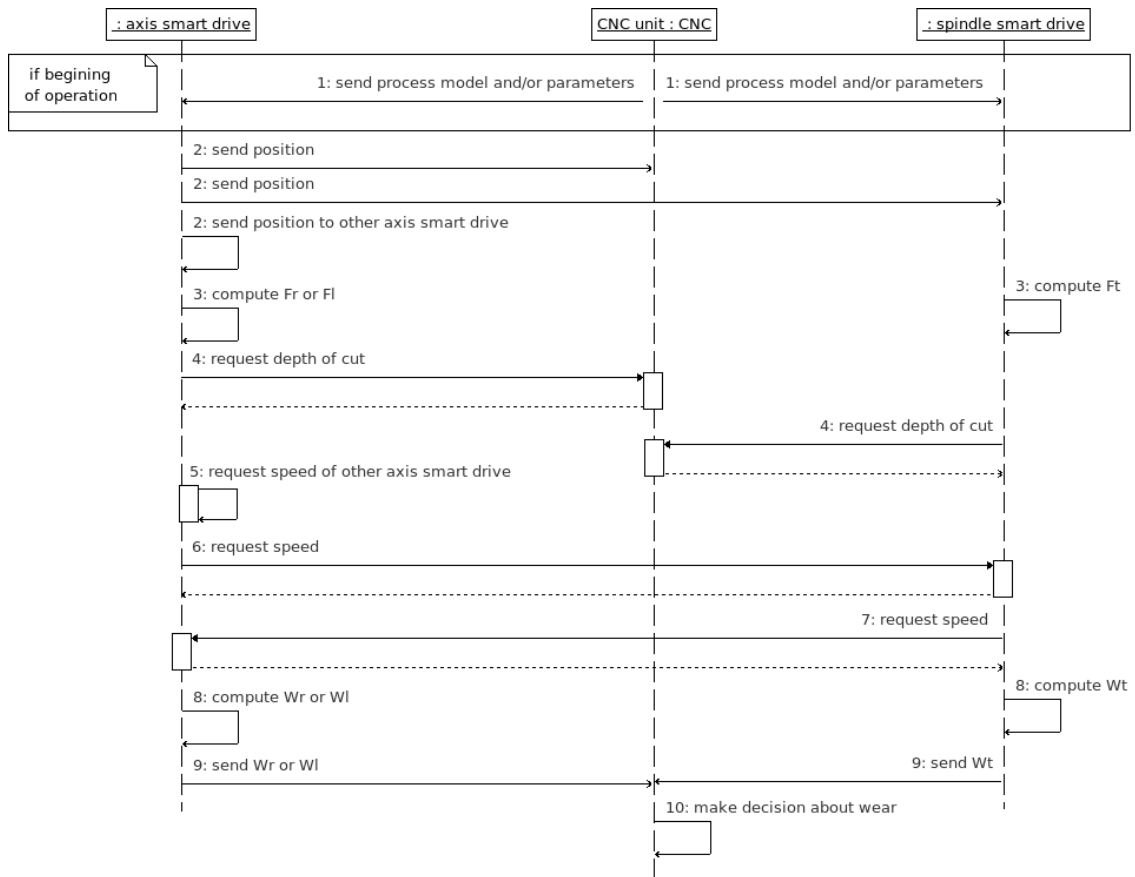 : axis smart drive
CNC unit : CNC
: spindle smart drive
if begining
of operation
1: send process model and/or parameters
1: send process model and/or parameters
2: send position
2: send position
2: send position to other axis smart drive
3: compute Fr or Fl
3: compute Ft
4: request depth of cut
4: request depth of cut
5: request speed of other axis smart drive
6: request speed
7: request speed
8: compute Wr or Wl
8: compute Wt
9: send Wr or Wl
9: send Wt
10: make decision about wear